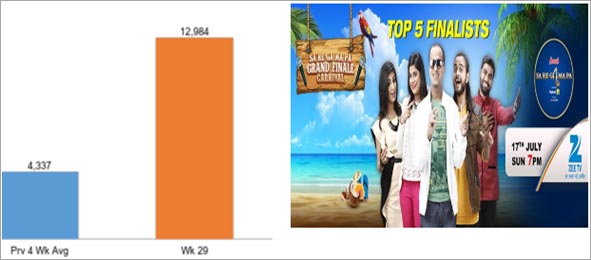 12,984
4,337
Prv 4 Wk Avg
Wk 29
SA RE GA MA PA
GRAND FINALE
CARNIVAL
TOP 5 FINALISTS
SA RE GA MA PA
17TH JULY
SUN 7PM
ZEE TV